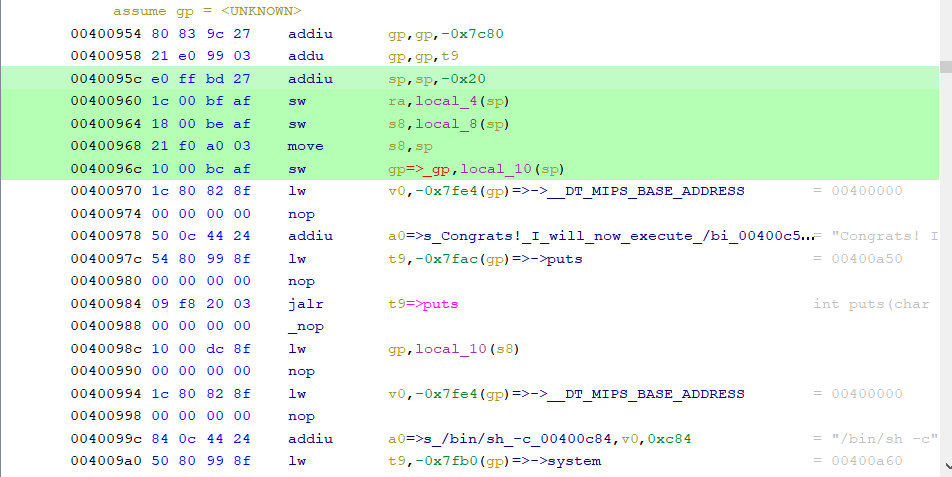 assume gp = <UNKNOWN>
00400954 80 83 9c 27 addiu gp,gp,-0x7c80
00400958 21 e0 99 03 addu gp,gp,t9
0040095c e0 ff bd 27 addiu sp,sp,-0x20
00400960 1c 00 bf af sw ra,local_4(sp)
00400964 18 00 be af sw s8,local_8(sp)
00400968 21 f0 a0 03 move s8,sp
0040096c 10 00 bc af sw gp=>_gp,local_10(sp)
00400970 1c 80 82 8f lw v0,-0x7fe4(gp)=>->__DT_MIPS_BASE_ADDRESS = 00400000
00400974 00 00 00 00 nop
00400978 50 0c 44 24 addiu a0=>s_Congrats!_I_will_now_execute_/bi_00400c5... = "Congrats! I
0040097c 54 80 99 8f lw t9,-0x7fac(gp)=>->puts = 00400a50
00400980 00 00 00 00 nop
00400984 09 f8 20 03 jalr t9=>puts int puts(char
00400988 00 00 00 00 _nop
0040098c 10 00 dc 8f lw gp,local_10(s8)
00400990 00 00 00 00 nop
00400994 1c 80 82 8f lw v0,-0x7fe4(gp)=>->__DT_MIPS_BASE_ADDRESS = 00400000
00400998 00 00 00 00 nop
0040099c 84 0c 44 24 addiu a0=>s_/bin/sh_-c_00400c84,v0,0xc84 = "/bin/sh -c"
004009a0 50 80 99 8f lw t9,-0x7fb0(gp)=>->system = 00400a60